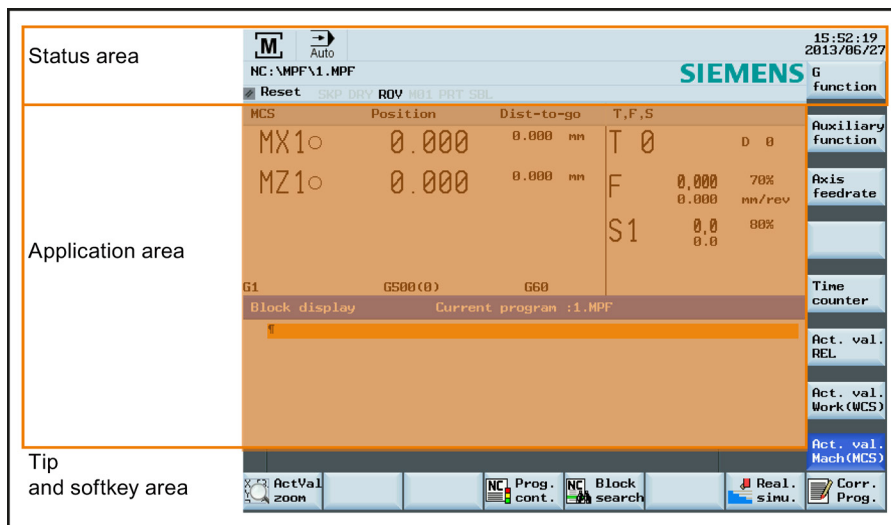 Status area
M
Auto
15:52:19
2013/06/27
NC:\MPF\1.MPF
SIEMENS
G
function
Reset SKP DRY ROV M01 PRT SBL
MCS Position Dist-to-go T,F,S
Auxiliary
function
MX1 0.000 0.000 mm T 0 D 0
MZ1 0.000 0.000 mm F 0,000 70%
0.000 mm/rev
Axis
feedrate
S1 0,0 80%
0.0
Application area
G1 G500(0) G60
Time
counter
Block display Current program :1.MPF
¶
Act. val.
REL
Act. val.
Work(WCS)
Act. val.
Mach(MCS)
Tip
and softkey area
ActVal
zoom
NC Prog.
cont.
NC Block
search
Real.
simu.
Corr.
Prog.